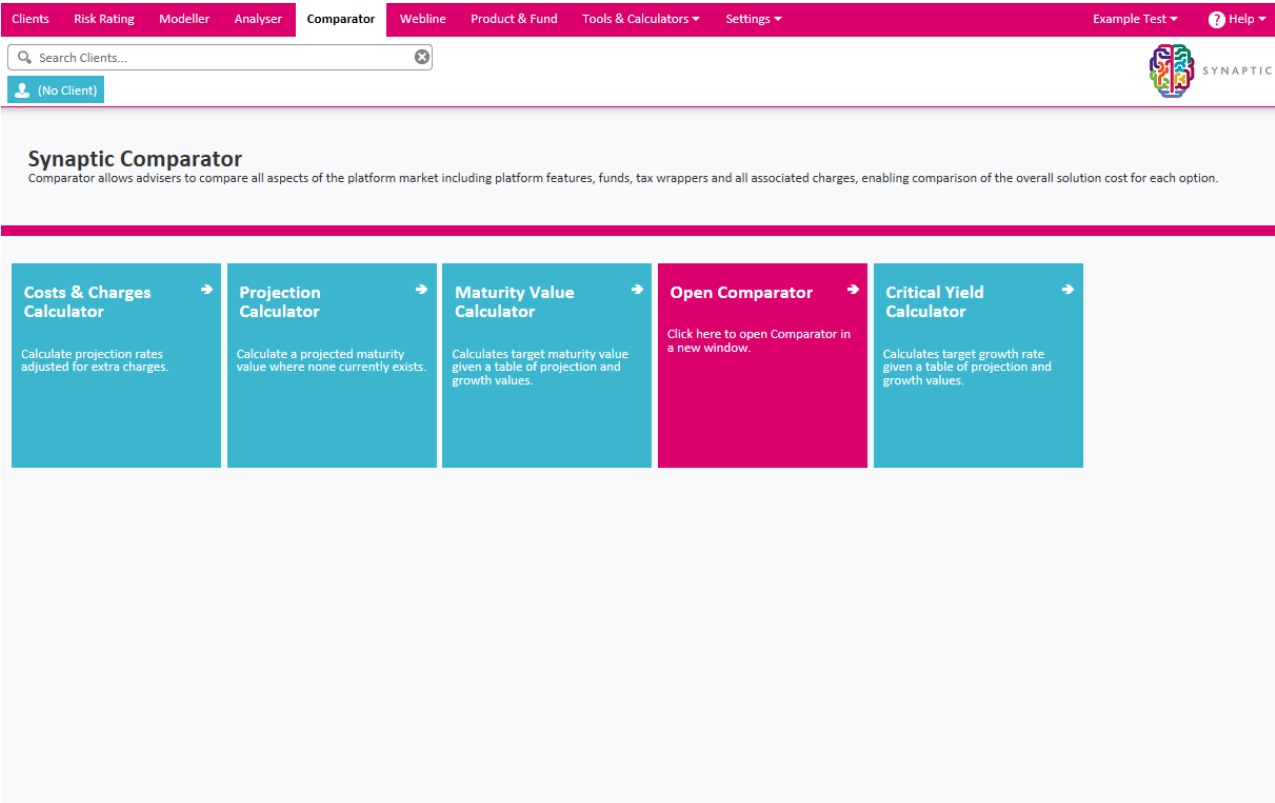 Clients Risk Rating Modeller Analyser Comparator Webline Product & Fund Tools & Calculators Settings Example Test ? Help
Search Clients...
SYNAPTIC
(No Client)
Synaptic Comparator
Comparator allows advisers to compare all aspects of the platform market including platform features, funds, tax wrappers and all associated charges, enabling comparison of the overall solution cost for each option.
Costs & Charges
Calculator
Calculate projection rates
adjusted for extra charges.
Projection
Calculator
Calculate a projected maturity
value where none currently exists.
Maturity Value
Calculator
Calculates target maturity value
given a table of projection and
growth values.
Open Comparator
Click here to open Comparator in
a new window.
Critical Yield
Calculator
Calculates target growth rate
given a table of projection and
growth values.